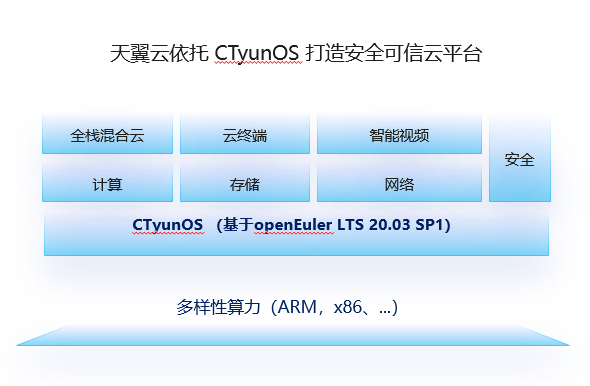 天翼云依托 CTyunOS 打造安全可信云平台
全栈混合云 云终端 智能视频
安全
计算 存储 网络
CTyunOS （基于openEuler LTS 20.03 SP1）
多样性算力（ARM，x86、...）